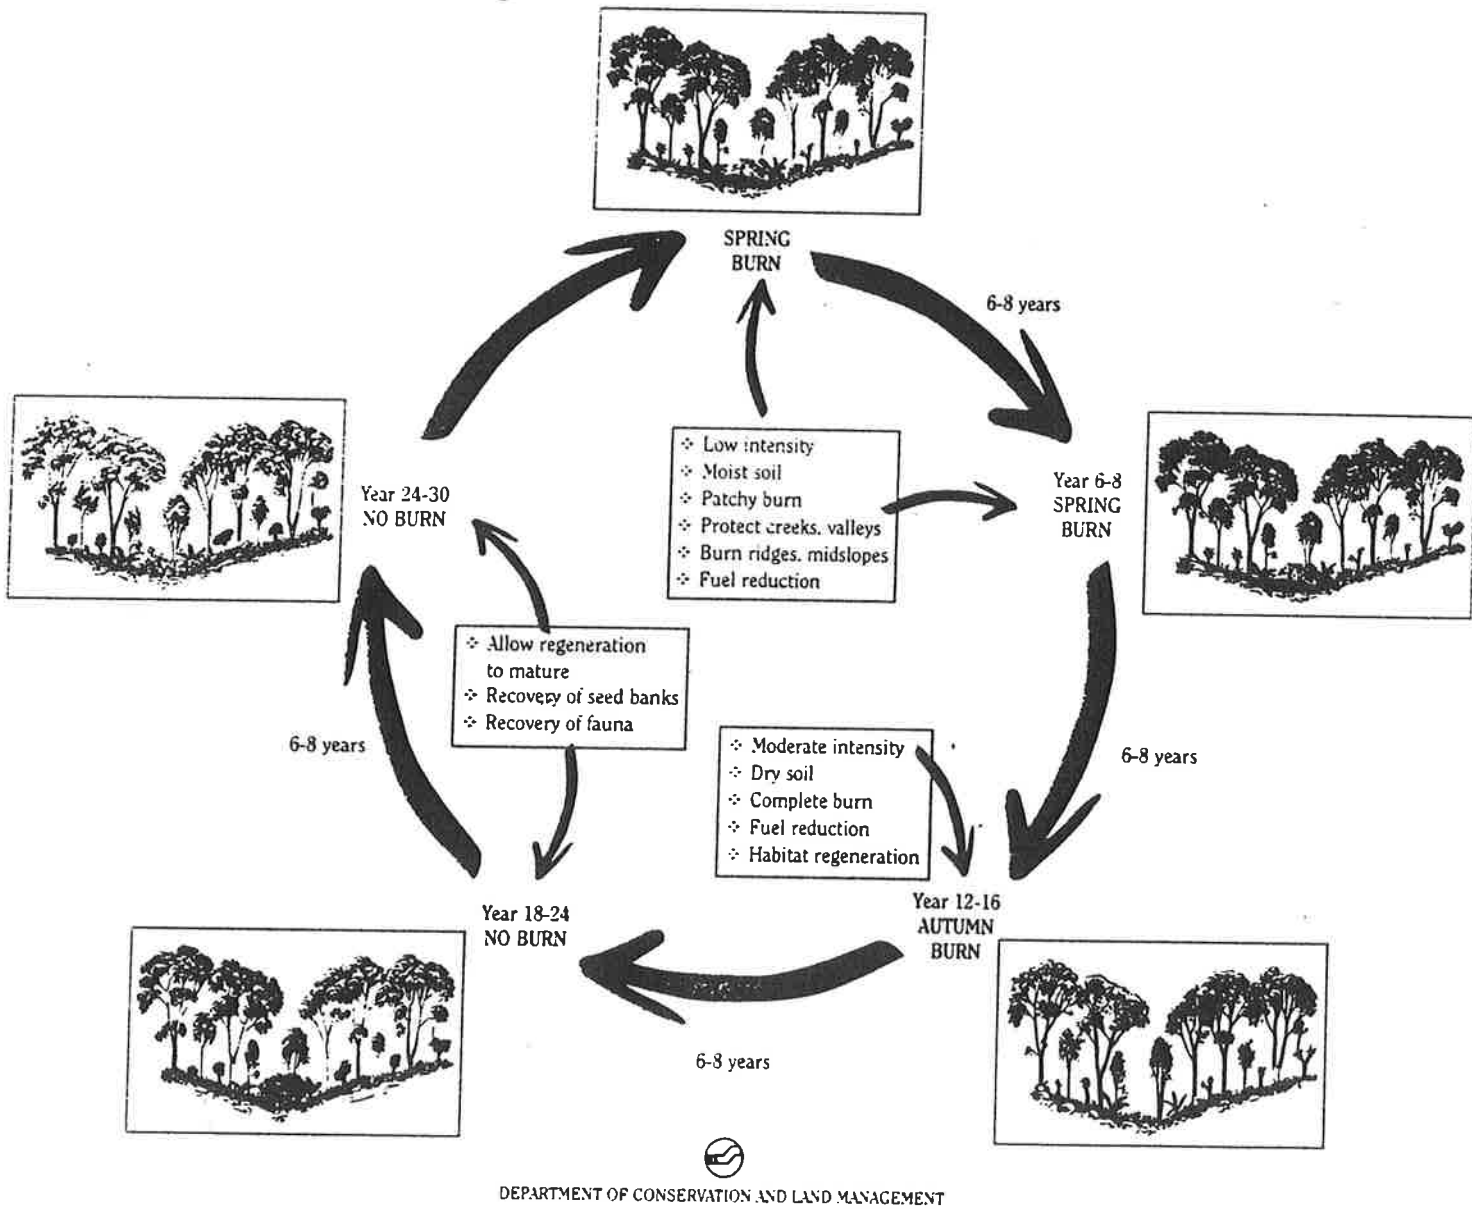 SPRING
BURN
6-8 years
❖ Low intensity
❖ Moist soil
❖ Patchy burn
❖ Protect creeks, valleys
❖ Burn ridges, midslopes
❖ Fuel reduction
Year 6-8
SPRING
BURN
Year 24-30
NO BURN
❖ Allow regeneration
to mature
❖ Recovery of seed banks
❖ Recovery of fauna
6-8 years
❖ Moderate intensity
❖ Dry soil
❖ Complete burn
❖ Fuel reduction
❖ Habitat regeneration
6-8 years
Year 18-24
NO BURN
Year 12-16
AUTUMN
BURN
6-8 years
DEPARTMENT OF CONSERVATION AND LAND MANAGEMENT